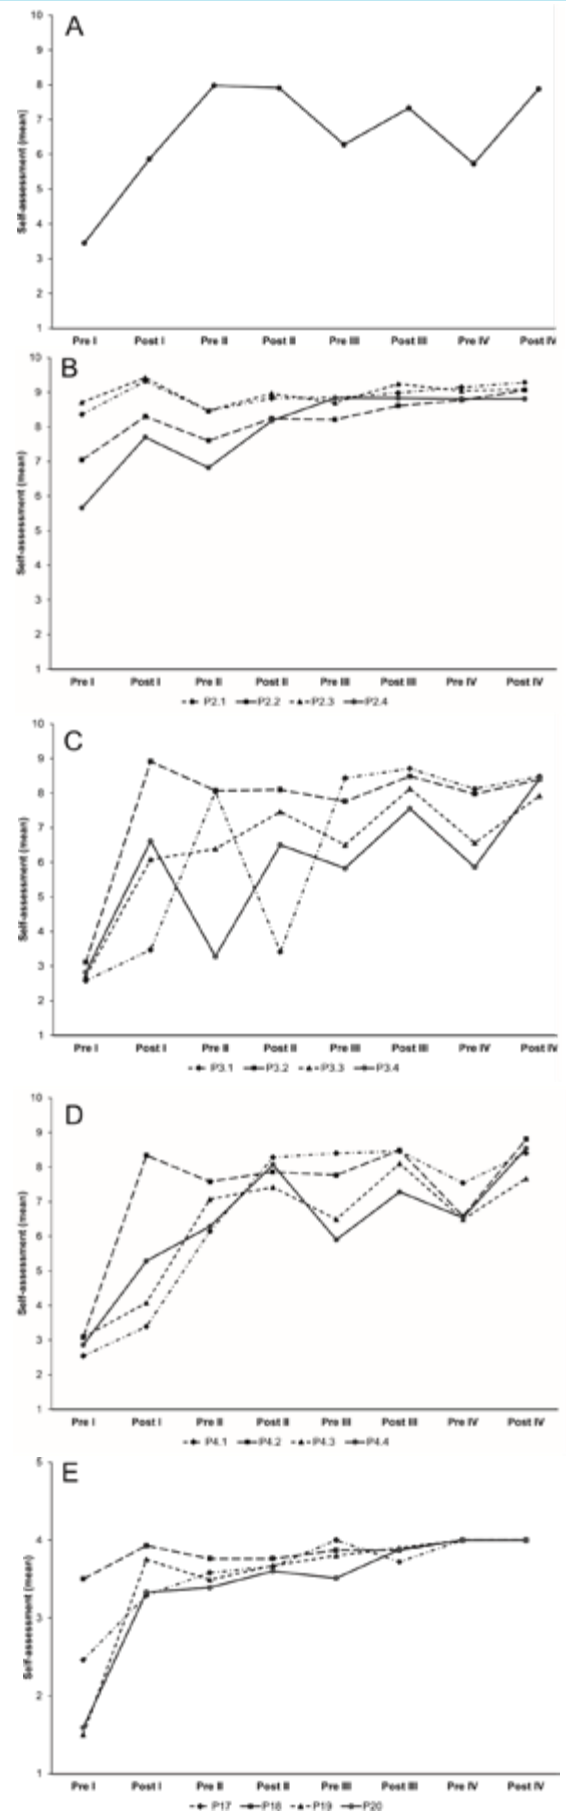 A
10
9
8
7
6
5
4
3
2
1
Self-assessment (mean)
Pre I Post I Pre II Post II Pre III Post III Pre IV Post IV
B
10
9
8
7
6
5
4
3
2
1
Self-assessment (mean)
Pre I Post I Pre II Post II Pre III Post III Pre IV Post IV
P2.1 P2.2 P2.3 P2.4
C
10
9
8
7
6
5
4
3
2
1
Self-assessment (mean)
Pre I Post I Pre II Post II Pre III Post III Pre IV Post IV
P3.1 P3.2 P3.3 P3.4
D
10
9
8
7
6
5
4
3
2
1
Self-assessment (mean)
Pre I Post I Pre II Post II Pre III Post III Pre IV Post IV
P4.1 P4.2 P4.3 P4.4
E
5
4
3
2
1
Self-assessment (mean)
Pre I Post I Pre II Post II Pre III Post III Pre IV Post IV
P17 P18 P19 P20